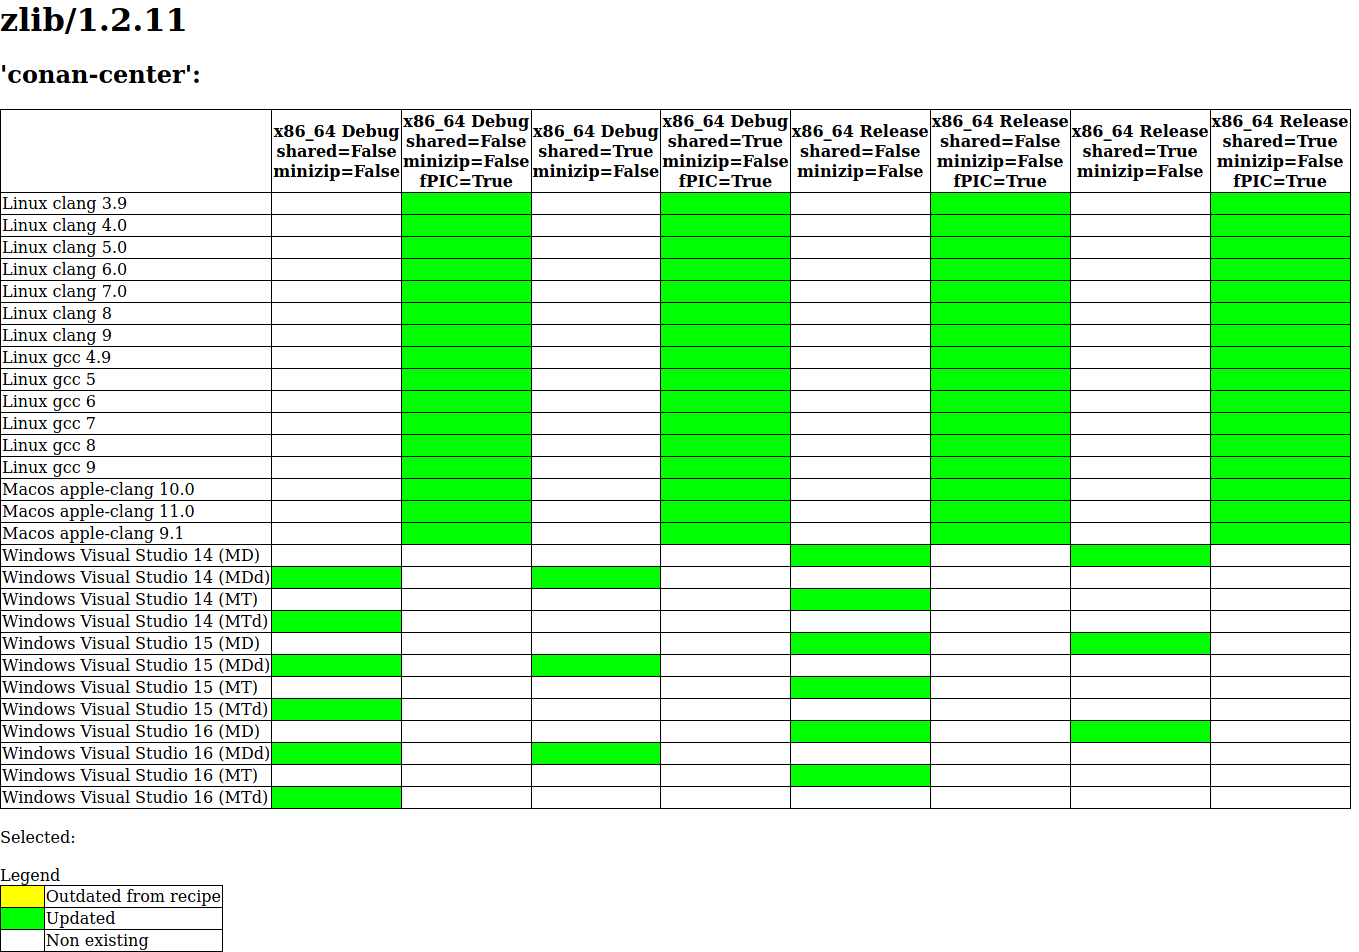 zlib/1.2.11
'conan-center':
x86_64 Debug
shared=False
minizip=False
x86_64 Debug
shared=False
minizip=False
fPIC=True
x86_64 Debug
shared=True
minizip=False
x86_64 Debug
shared=True
minizip=False
fPIC=True
x86_64 Release
shared=False
minizip=False
x86_64 Release
shared=False
minizip=False
fPIC=True
x86_64 Release
shared=True
minizip=False
x86_64 Release
shared=True
minizip=False
fPIC=True
Linux clang 3.9
Linux clang 4.0
Linux clang 5.0
Linux clang 6.0
Linux clang 7.0
Linux clang 8
Linux clang 9
Linux gcc 4.9
Linux gcc 5
Linux gcc 6
Linux gcc 7
Linux gcc 8
Linux gcc 9
Macos apple-clang 10.0
Macos apple-clang 11.0
Macos apple-clang 9.1
Windows Visual Studio 14 (MD)
Windows Visual Studio 14 (MDd)
Windows Visual Studio 14 (MT)
Windows Visual Studio 14 (MTd)
Windows Visual Studio 15 (MD)
Windows Visual Studio 15 (MDd)
Windows Visual Studio 15 (MT)
Windows Visual Studio 15 (MTd)
Windows Visual Studio 16 (MD)
Windows Visual Studio 16 (MDd)
Windows Visual Studio 16 (MT)
Windows Visual Studio 16 (MTd)
Selected:
Legend
Outdated from recipe
Updated
Non existing